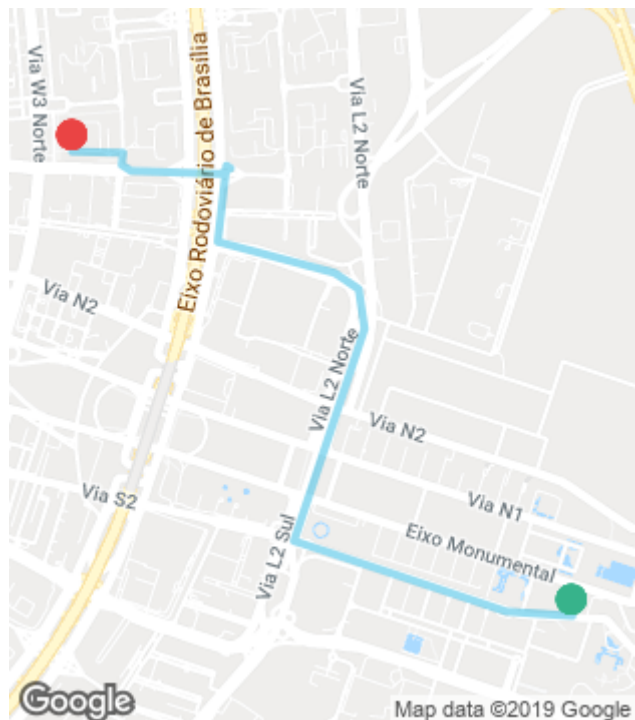 Via W3 Norte
Eixo Rodoviário de Brasília
Via L2 Norte
Via N2
Via L2 Norte
Via N2
Via S2
Via N1
Eixo Monumental
Via L2 Sul
Google
Map data ©2019 Google